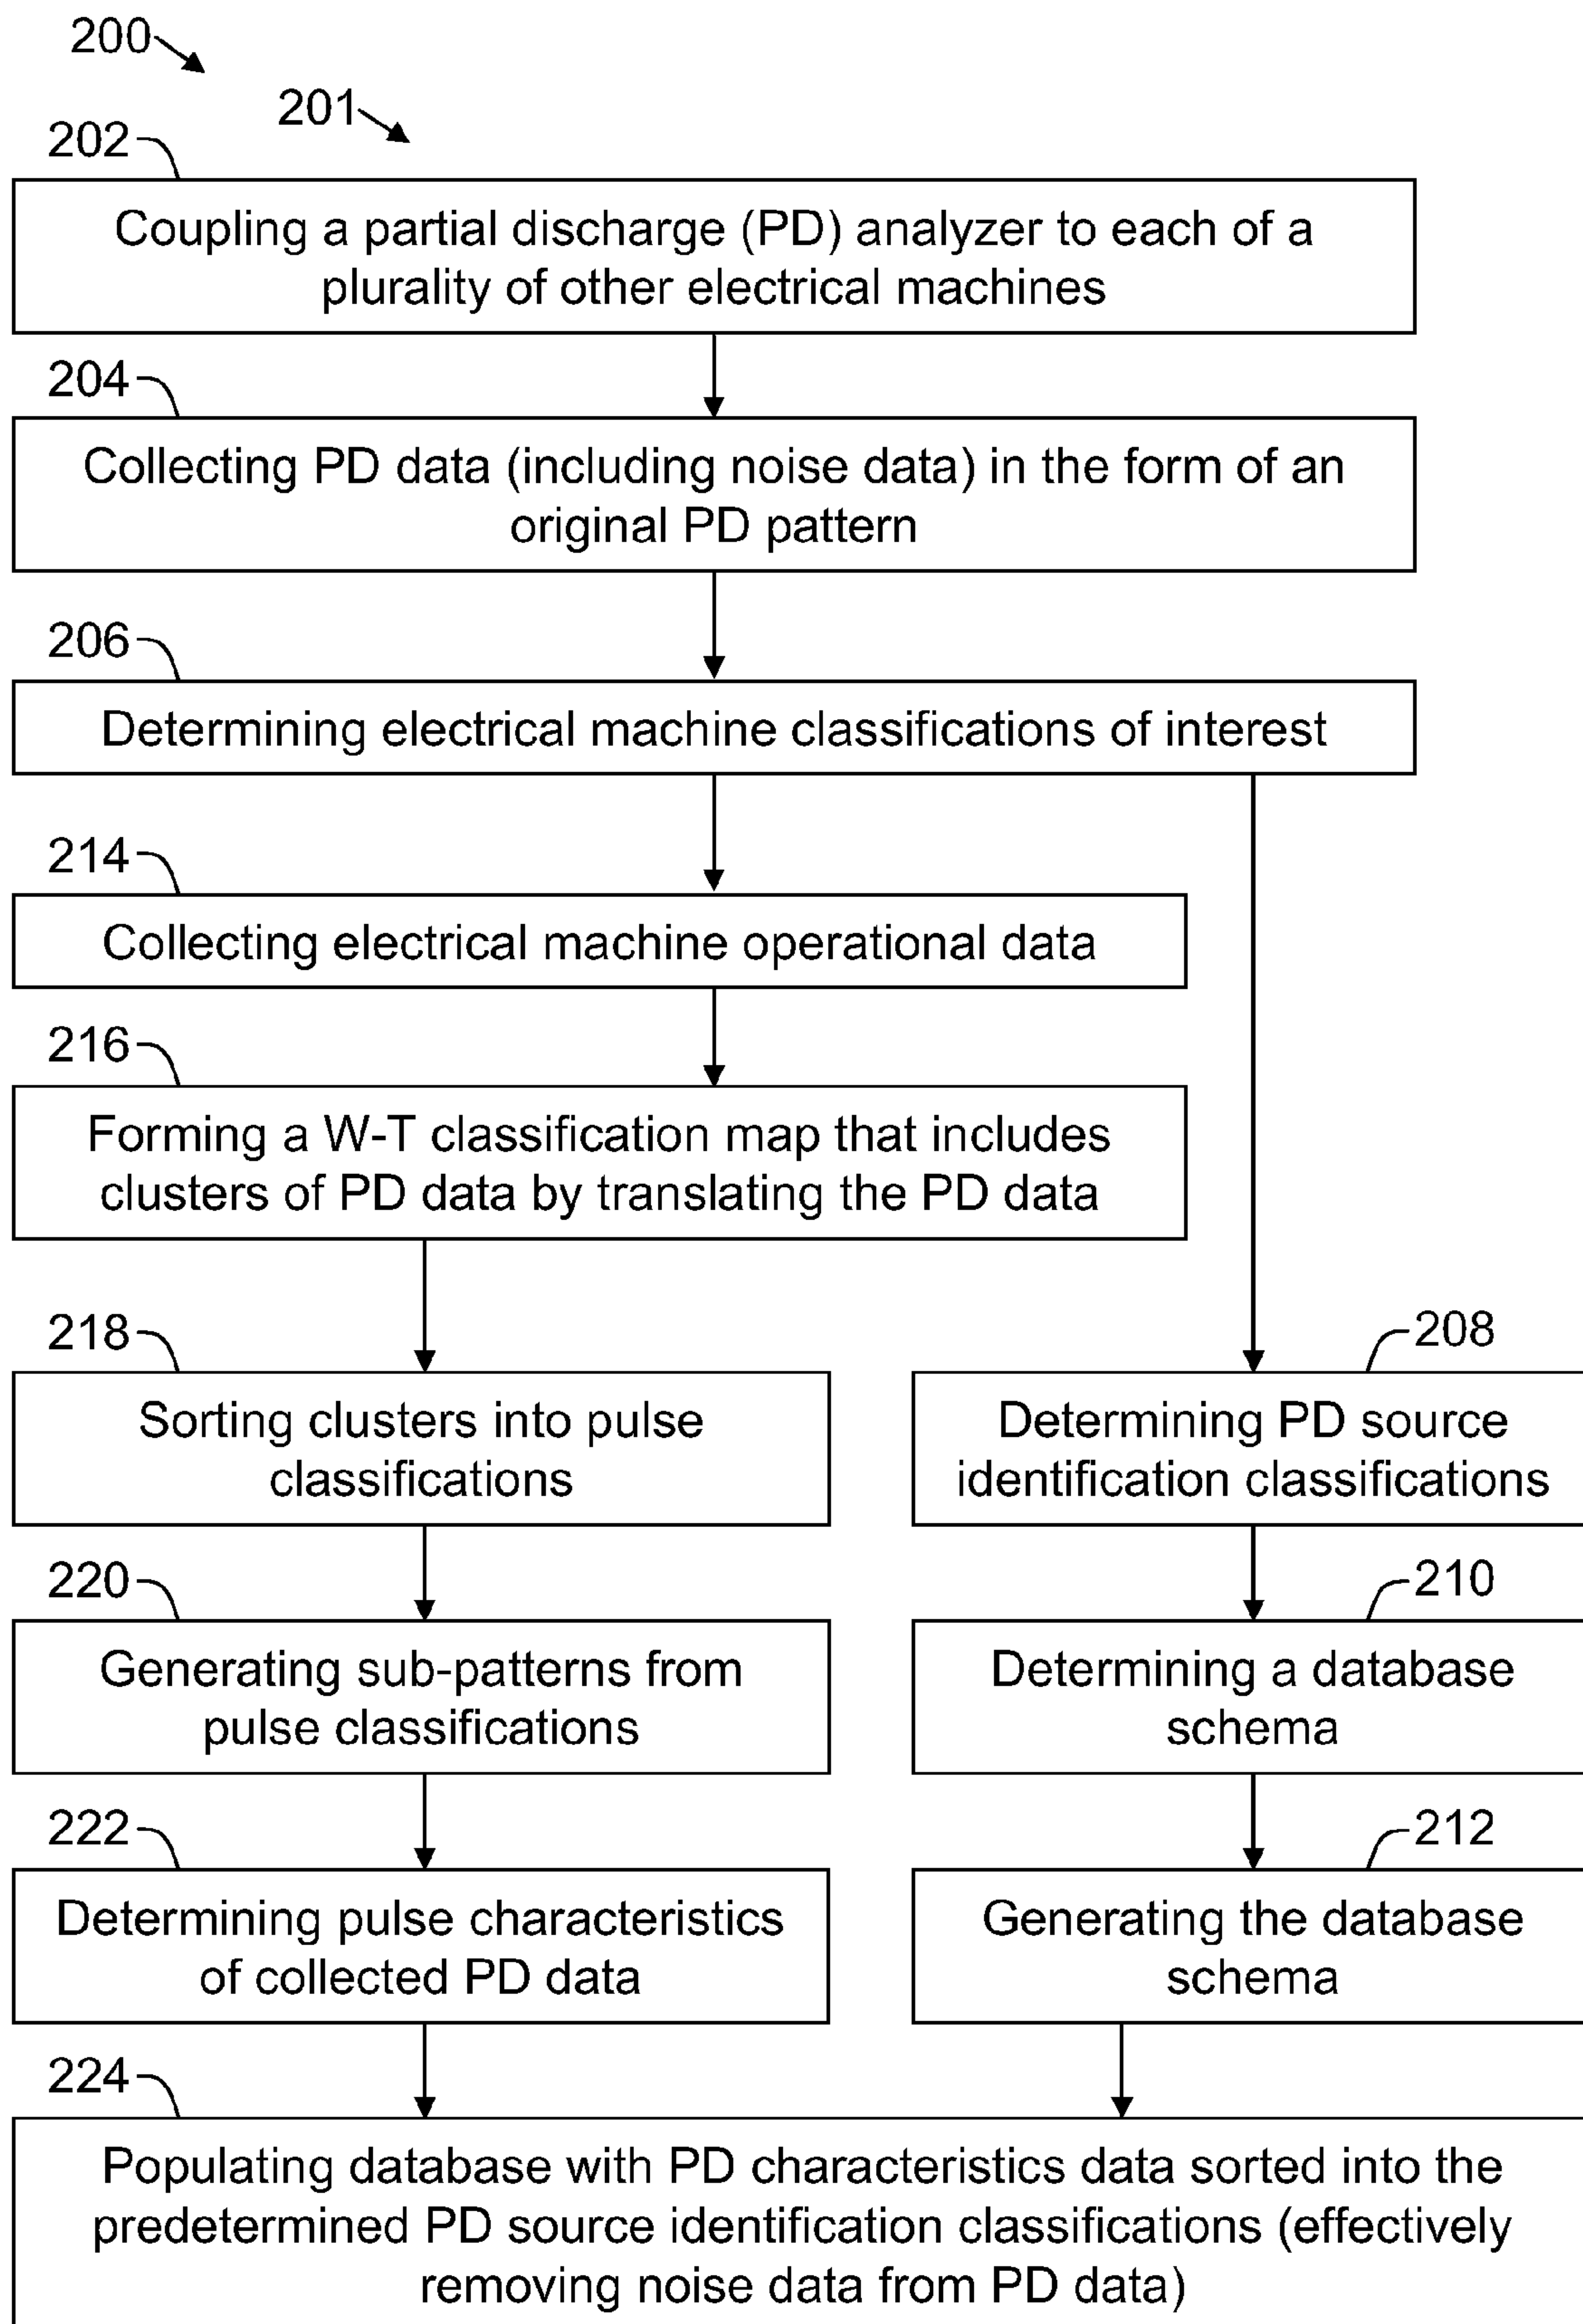 200
201
202
Coupling a partial discharge (PD) analyzer to each of a
plurality of other electrical machines
204
Collecting PD data (including noise data) in the form of an
original PD pattern
206
Determining electrical machine classifications of interest
214
Collecting electrical machine operational data
216
Forming a W-T classification map that includes
clusters of PD data by translating the PD data
218
Sorting clusters into pulse
classifications
208
Determining PD source
identification classifications
220
Generating sub-patterns from
pulse classifications
210
Determining a database
schema
222
Determining pulse characteristics
of collected PD data
212
Generating the database
schema
224
Populating database with PD characteristics data sorted into the
predetermined PD source identification classifications (effectively
removing noise data from PD data)